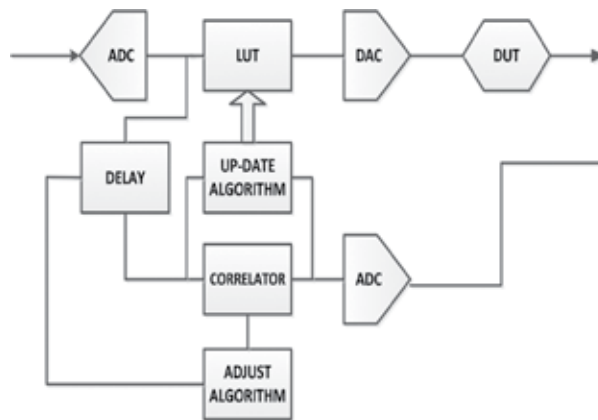 ADC
LUT
DAC
DUT
DELAY
UP-DATE
ALGORITHM
CORRELATOR
ADC
ADJUST
ALGORITHM